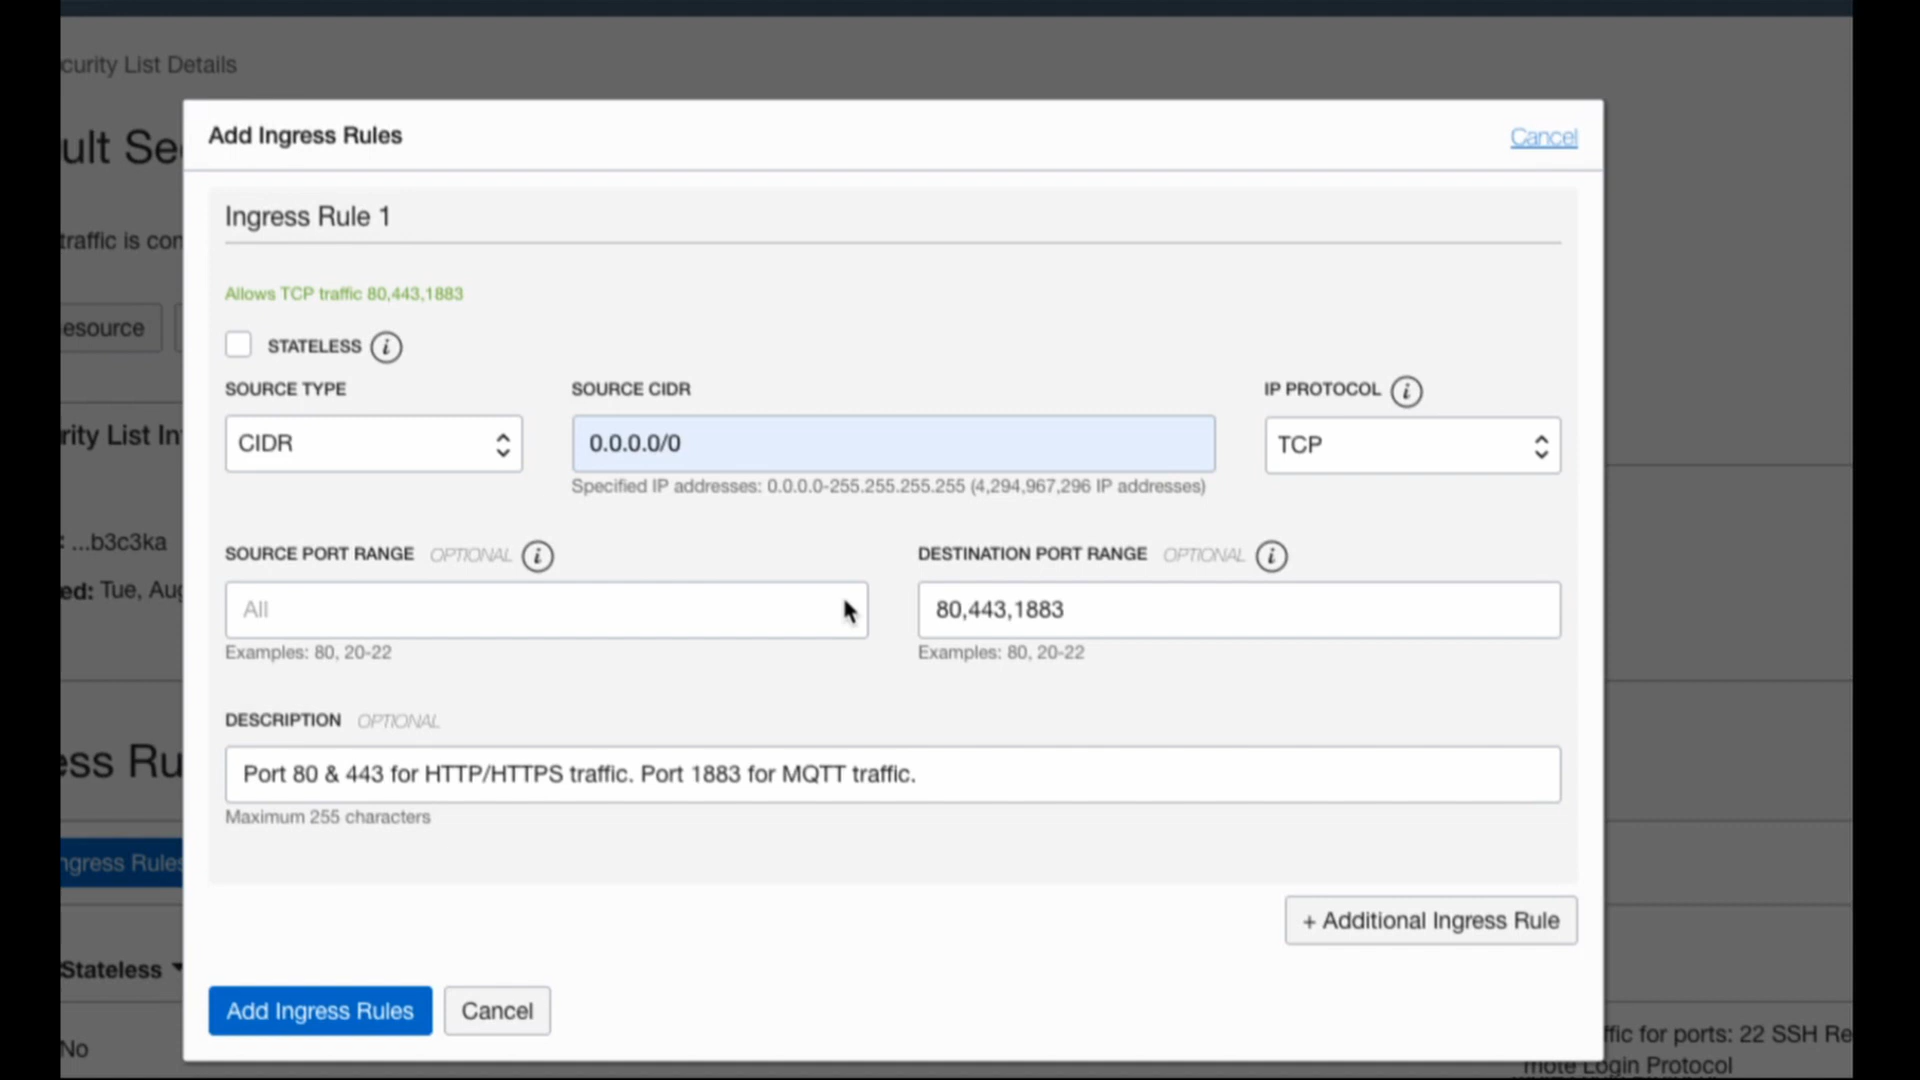 curity List Details
ult Se
traffic is con
esource
rity List In
: ...b3c3ka
ed: Tue, Aug
ess Ru
ngress Rules
Stateless
No
Add Ingress Rules
Cancel
Ingress Rule 1
Allows TCP traffic 80,443,1883
STATELESS i
SOURCE TYPE
SOURCE CIDR
IP PROTOCOL i
CIDR
0.0.0.0/0
TCP
Specified IP addresses: 0.0.0.0-255.255.255.255 (4,294,967,296 IP addresses)
SOURCE PORT RANGE OPTIONAL i
DESTINATION PORT RANGE OPTIONAL i
All
80,443,1883
Examples: 80, 20-22
Examples: 80, 20-22
DESCRIPTION OPTIONAL
Port 80 & 443 for HTTP/HTTPS traffic. Port 1883 for MQTT traffic.
Maximum 255 characters
+ Additional Ingress Rule
Add Ingress Rules
Cancel
ffic for ports: 22 SSH Re
mote Login Protocol